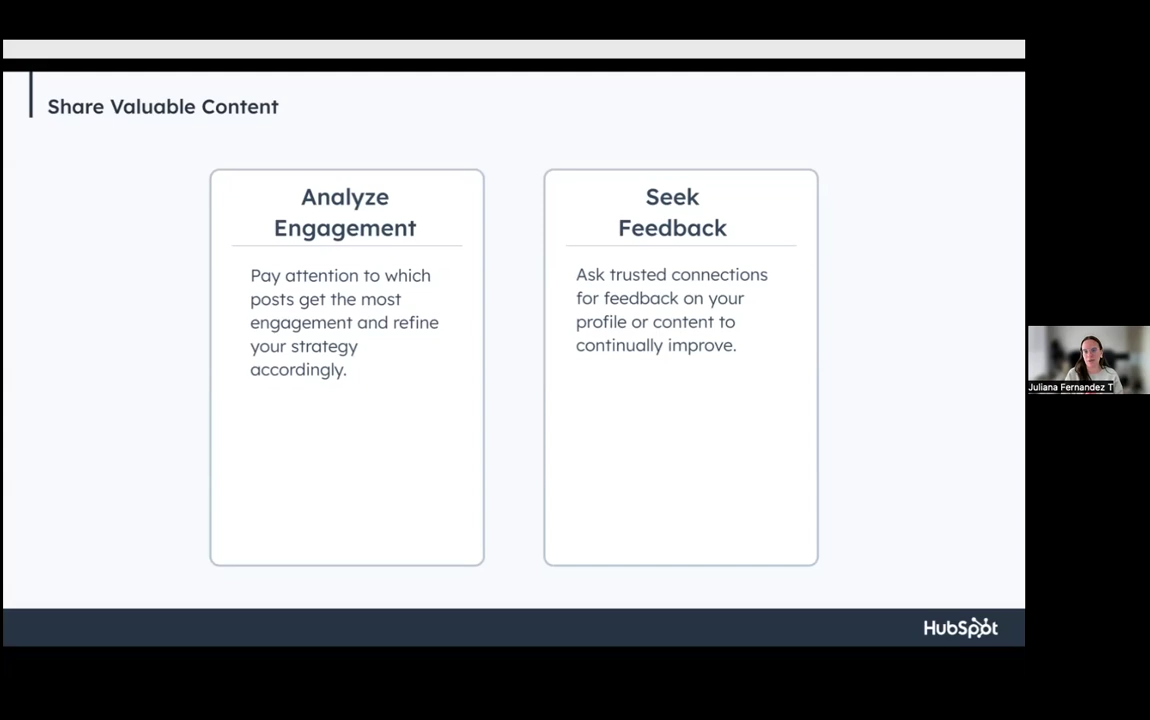 Share Valuable Content
Analyze
Engagement
Pay attention to which
posts get the most
engagement and refine
your strategy
accordingly.
Seek
Feedback
Ask trusted connections
for feedback on your
profile or content to
continually improve.
Juliana Fernandez T
HubSpot